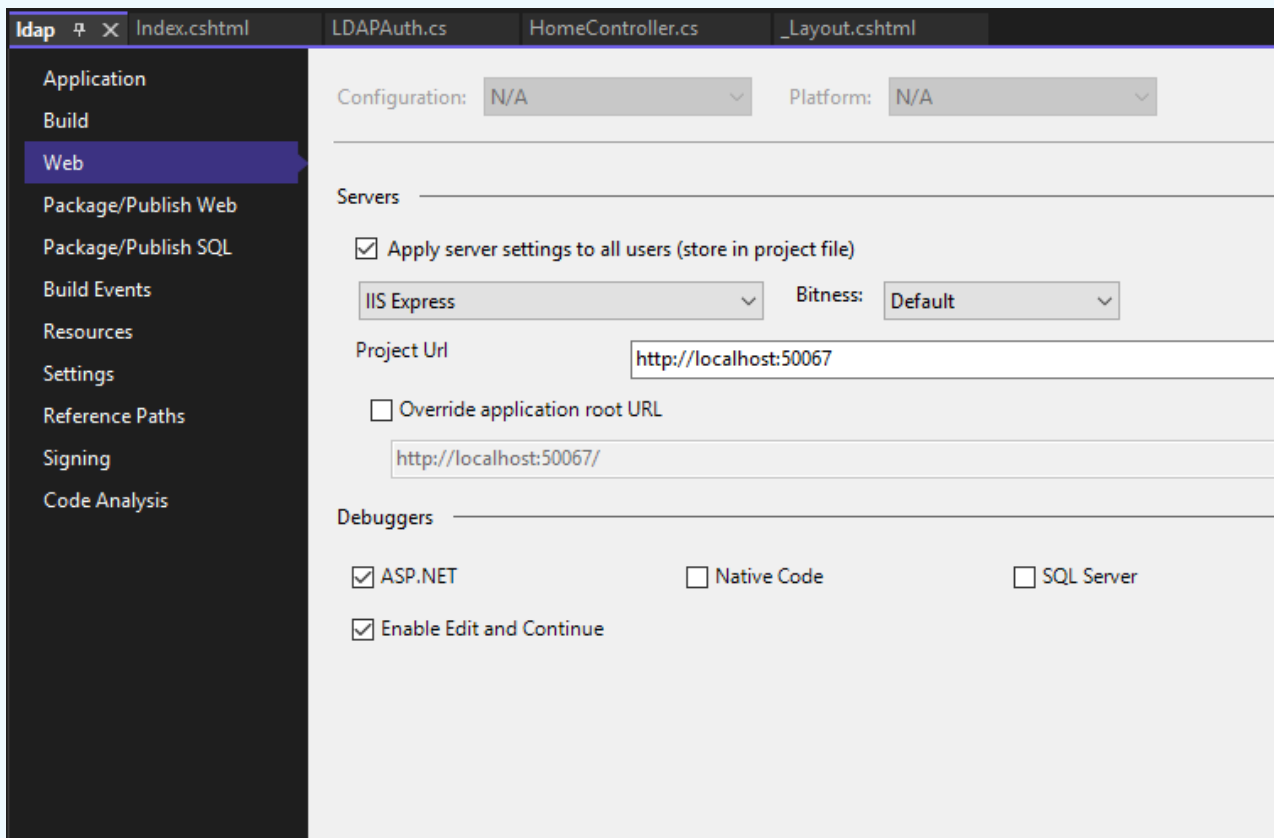 ldap Index.cshtml LDAPAuth.cs HomeController.cs _Layout.cshtml
Application
Build
Web
Package/Publish Web
Package/Publish SQL
Build Events
Resources
Settings
Reference Paths
Signing
Code Analysis
Configuration: N/A Platform: N/A
Servers
Apply server settings to all users (store in project file)
IIS Express Bitness: Default
Project Url http://localhost:50067
Override application root URL
http://localhost:50067/
Debuggers
ASP.NET Native Code SQL Server
Enable Edit and Continue